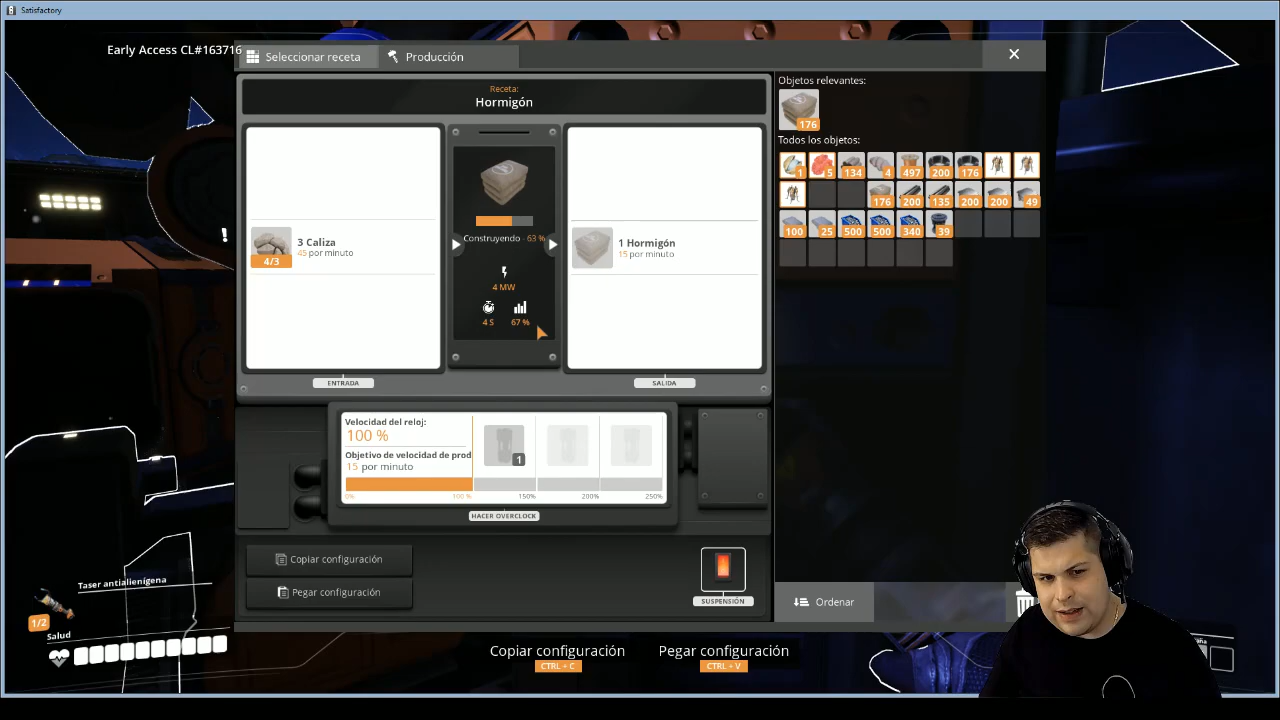 Satisfactory
Early Access CL#163716
Seleccionar receta
Producción
Receta:
Hormigón
3 Caliza
45 por minuto
4/3
Construyendo - 63 %
4 MW
4 S
67 %
1 Hormigón
15 por minuto
ENTRADA
SALIDA
Velocidad del reloj:
100 %
Objetivo de velocidad de prod
15 por minuto
1
0%
100 %
150%
200%
250%
HACER OVERCLOCK
Copiar configuración
Pegar configuración
SUSPENSIÓN
Objetos relevantes:
176
Todos los objetos:
1 5 134 4 497 200 176
176 200 135 200 200 49
100 25 500 500 340 39
Ordenar
Taser antialienígena
1/2
Salud
Copiar configuración
CTRL + C
Pegar configuración
CTRL + V